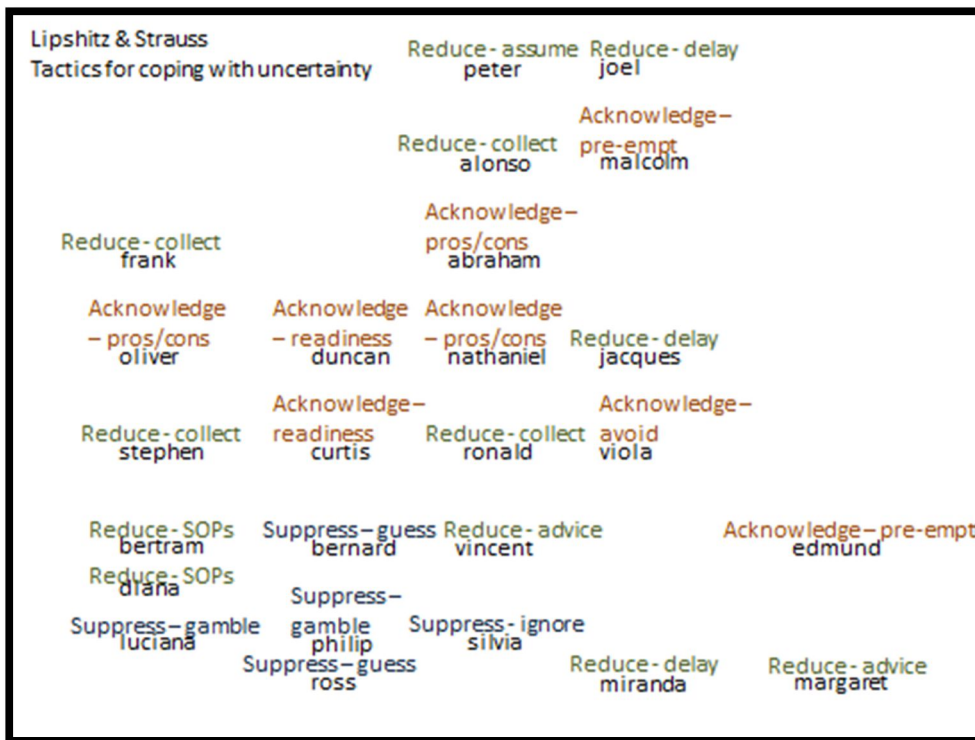 Lipshitz & Strauss
Tactics for coping with uncertainty
Reduce - assume
peter
Reduce - delay
joel
Reduce - collect
alonso
Acknowledge –
pre-empt
malcolm
Acknowledge –
pros/cons
abraham
Reduce - collect
frank
Acknowledge
– pros/cons
oliver
Acknowledge
– readiness
duncan
Acknowledge
– pros/cons
nathaniel
Reduce - delay
jacques
Reduce - collect
stephen
Acknowledge –
readiness
curtis
Reduce - collect
ronald
Acknowledge –
avoid
viola
Reduce - SOPs
bertram
Suppress – guess
bernard
Reduce - advice
vincent
Acknowledge – pre-empt
edmund
Reduce - SOPs
diana
Suppress – gamble
luciana
Suppress –
gamble
philip
Suppress - ignore
silvia
Suppress – guess
ross
Reduce - delay
miranda
Reduce - advice
margaret